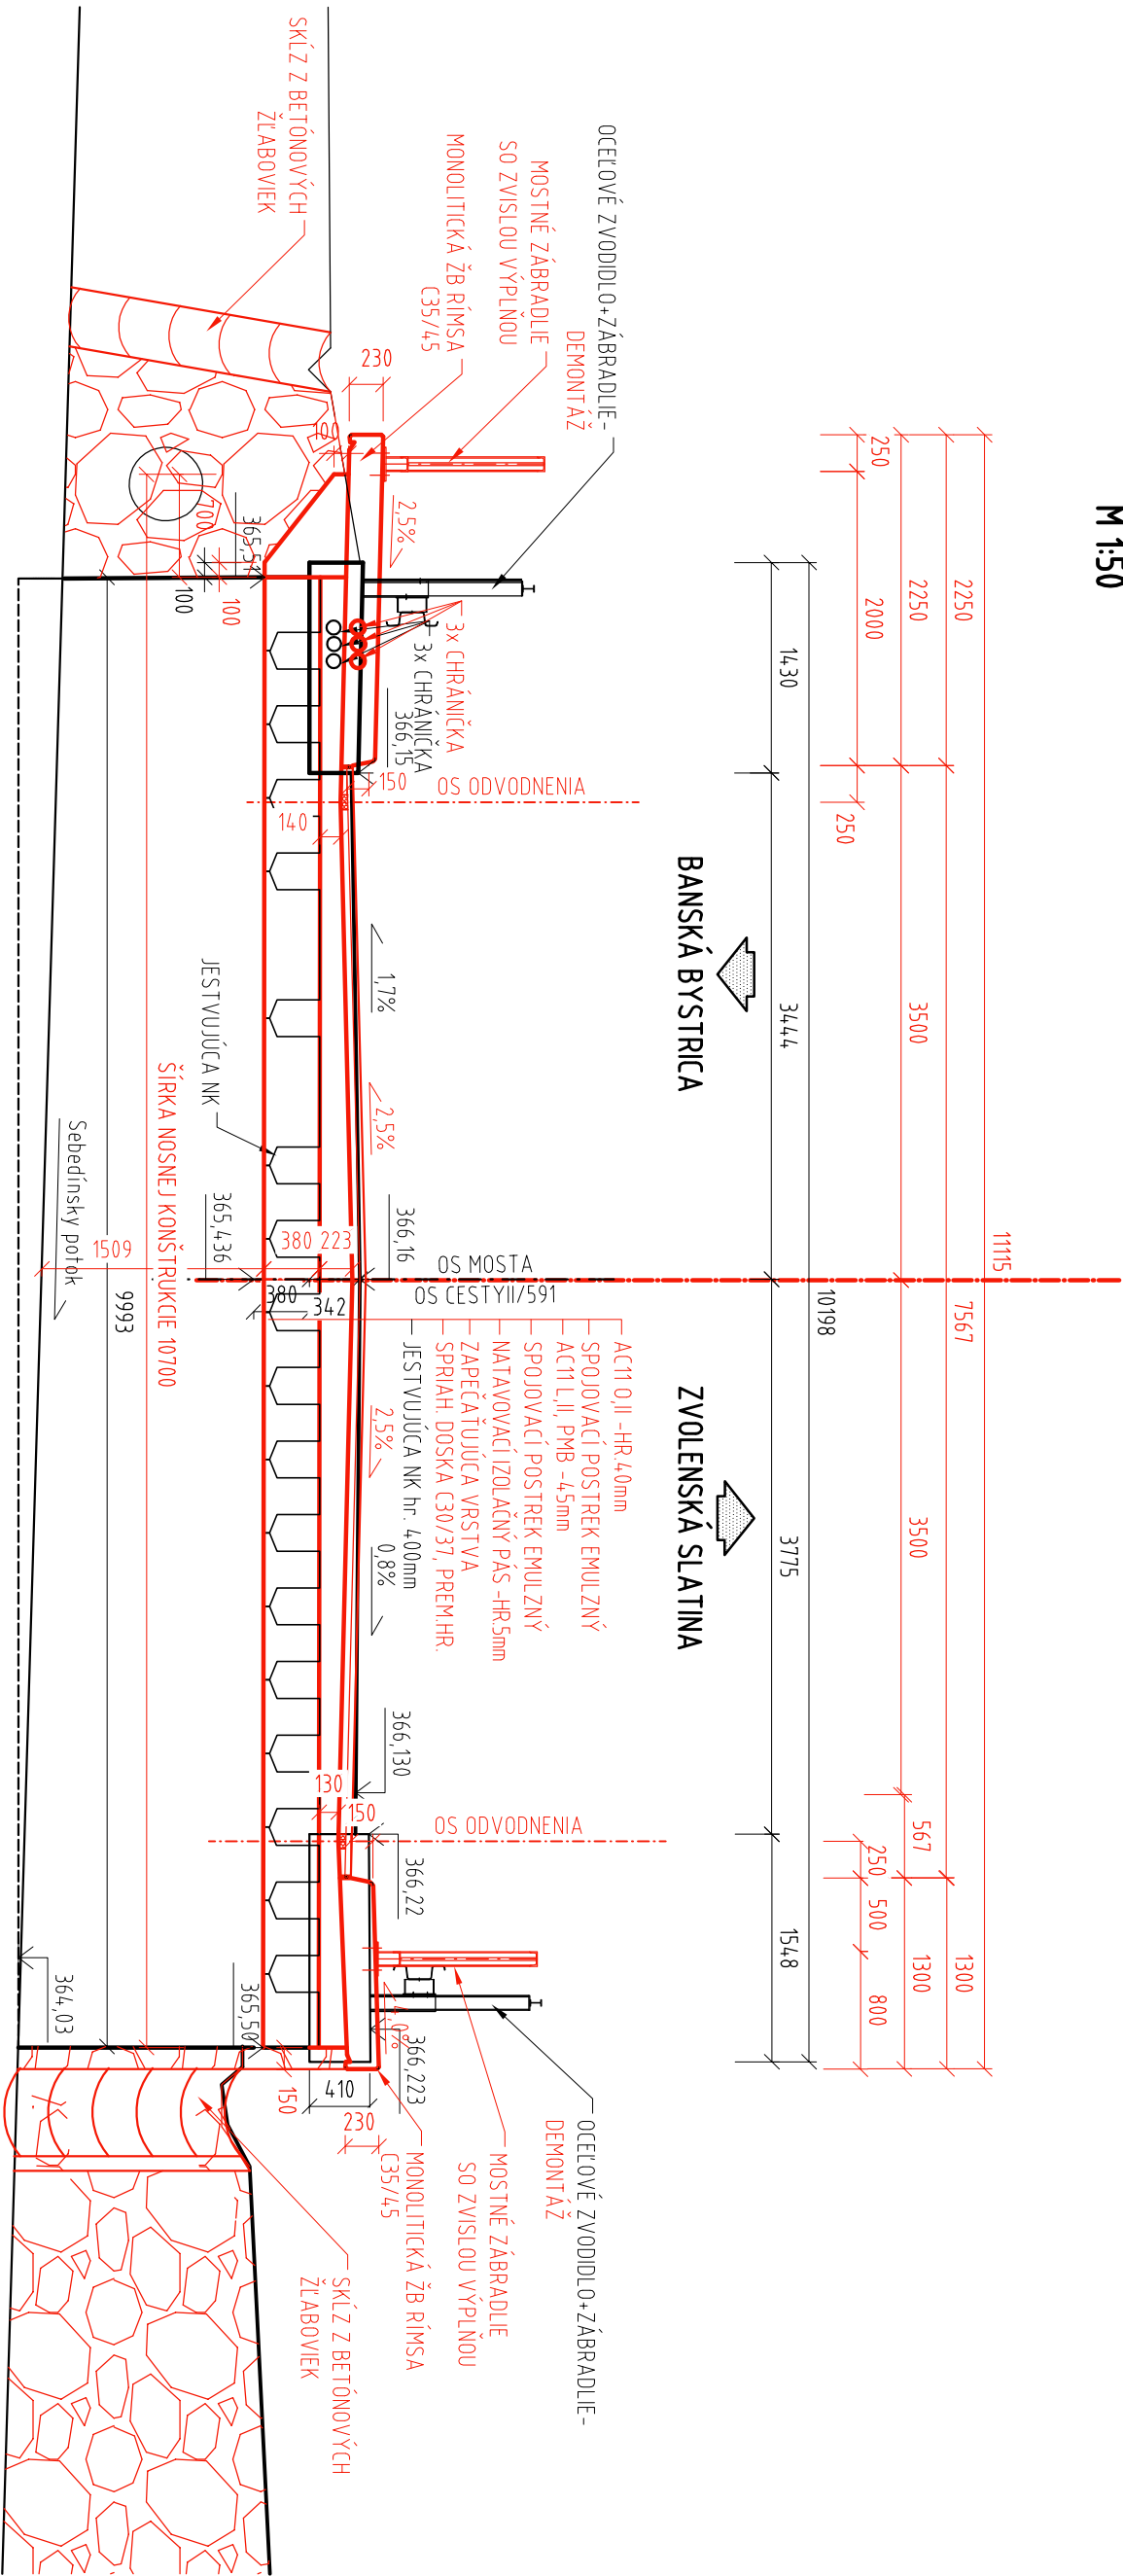 M 1:50
11115
2250
7567
1300
2250
3500
3500
567
1300
250
2000
250
250
500
800
10198
1430
3444
3775
1548
BANSKÁ BYSTRICA
ZVOLENSKÁ SLATINA
OCEĽOVÉ ZVODIDLO+ZÁBRADLIE-
DEMONTÁŽ
MOSTNÉ ZÁBRADLIE
SO ZVISLOU VÝPLŇOU
MONOLITICKÁ ŽB RÍMSA
C35/45
SKĹZ Z BETÓNOVÝCH
ŽĽABOVIEK
230
100
2,5%
3x CHRÁNIČKA
3x CHRÁNIČKA
366,15
150
OS ODVODNENIA
140
365,51
700
100
100
1,7%
2,5%
JESTVUJÚCA NK
366,16
OS MOSTA
OS CESTYII/591
380 223
365,436
380
342
AC11 O,II -HR.40mm
SPOJOVACÍ POSTREK EMULZNÝ
AC11 L,II, PMB -45mm
SPOJOVACÍ POSTREK EMULZNÝ
NATAVOVACÍ IZOLAČNÝ PÁS -HR.5mm
ZAPEČAŤUJÚCA VRSTVA
SPRIAH. DOSKA C30/37, PREM.HR.
JESTVUJÚCA NK hr. 400mm
2,5%
0,8%
366,130
130
150
OS ODVODNENIA
366,22
4,0%
366,223
OCEĽOVÉ ZVODIDLO+ZÁBRADLIE-
DEMONTÁŽ
MOSTNÉ ZÁBRADLIE
SO ZVISLOU VÝPLŇOU
MONOLITICKÁ ŽB RÍMSA
C35/45
230
410
150
365,50
364,03
SKĹZ Z BETÓNOVÝCH
ŽĽABOVIEK
ŠÍRKA NOSNEJ KONŠTRUKCIE 10700
9993
1509
Sebedínsky potok